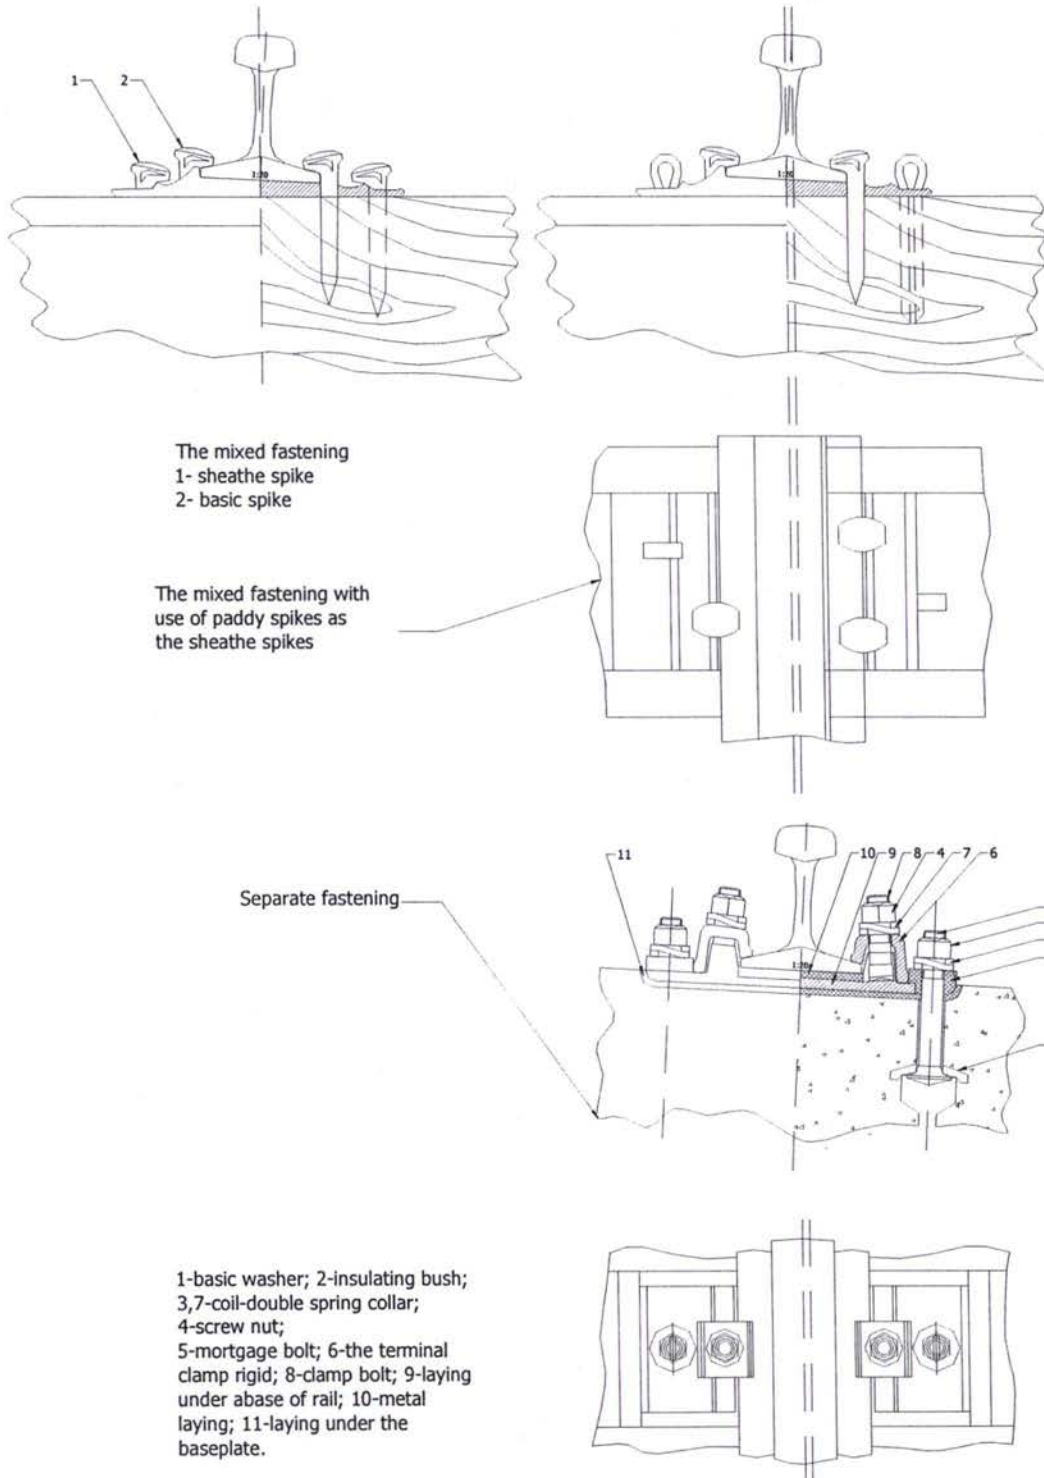 1 2
1:20
1:20
The mixed fastening
1- sheathe spike
2- basic spike
The mixed fastening with
use of paddy spikes as
the sheathe spikes
11 10 9 8 4 7 6
Separate fastening
1:20
1-basic washer; 2-insulating bush;
3,7-coil-double spring collar;
4-screw nut;
5-mortgage bolt; 6-the terminal
clamp rigid; 8-clamp bolt; 9-laying
under abase of rail; 10-metal
laying; 11-laying under the
baseplate.